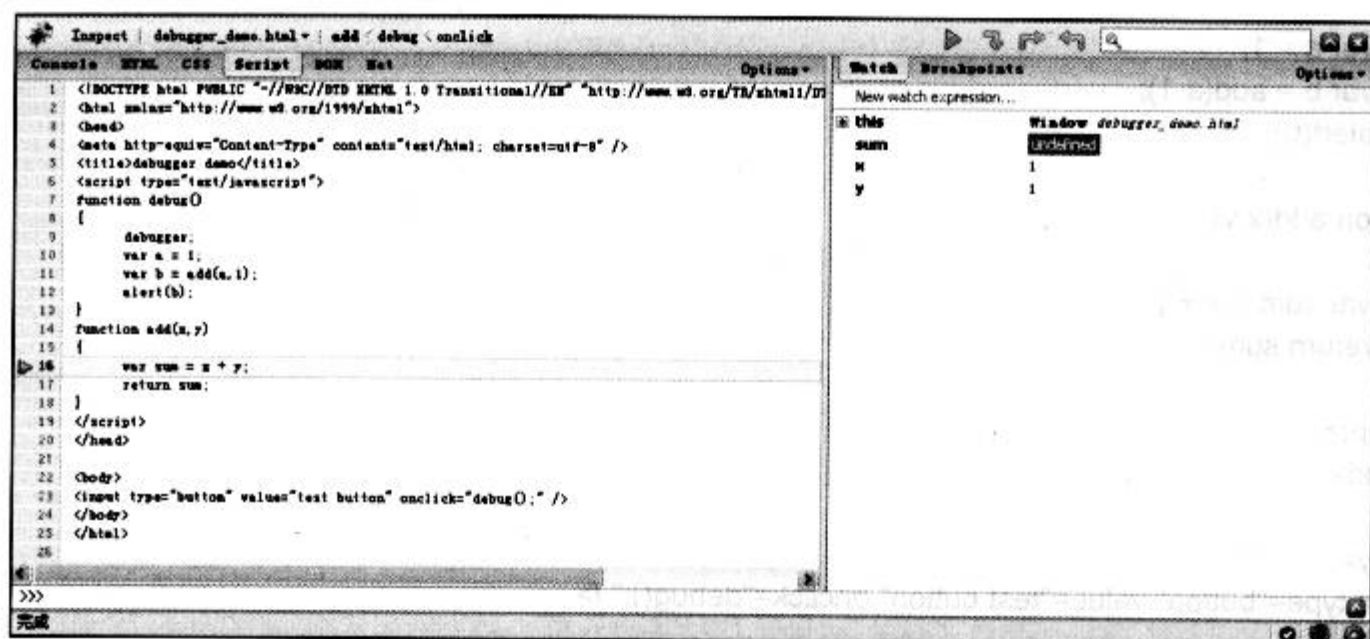 Inspect | debugger_demo.html | add < debug < onclick
Console HTML CSS Script DOM Net Options
1 <!DOCTYPE html PUBLIC "-//W3C//DTD XHTML 1.0 Transitional//EN" "http://www.w3.org/TR/xhtml1/DT
2 <html xmlns="http://www.w3.org/1999/xhtml">
3 <head>
4 <meta http-equiv="Content-Type" content="text/html; charset=utf-8" />
5 <title>debugger demo</title>
6 <script type="text/javascript">
7 function debug()
8 {
9 debugger;
10 var a = 1;
11 var b = add(a,1);
12 alert(b);
13 }
14 function add(x,y)
15 {
16 var sum = x + y;
17 return sum;
18 }
19 </script>
20 </head>
21
22 <body>
23 <input type="button" value="test button" onclick="debug();" />
24 </body>
25 </html>
26
>>>
完成
Watch Breakpoints Options
New watch expression...
this Window debugger_demo.html
sum undefined
x 1
y 1